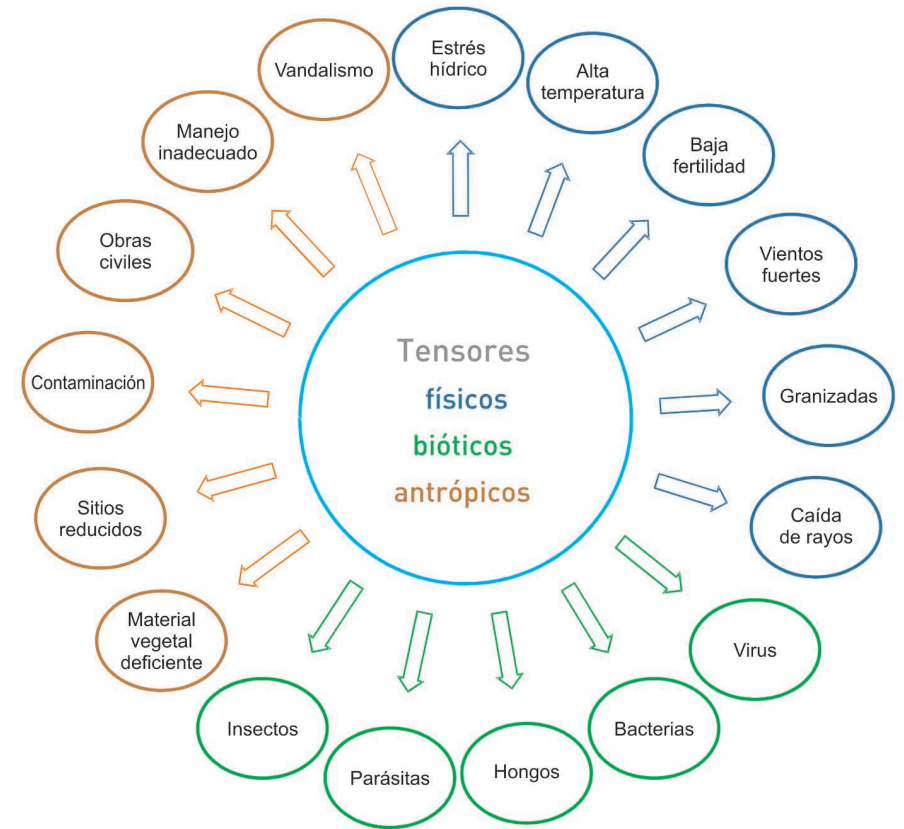 Estrés
hídrico
Alta
temperatura
Baja
fertilidad
Vientos
fuertes
Granizadas
Caída
de rayos
Virus
Bacterias
Hongos
Parásitas
Insectos
Material
vegetal
deficiente
Sitios
reducidos
Contaminación
Obras
civiles
Manejo
inadecuado
Vandalismo
Tensores
físicos
bióticos
antrópicos